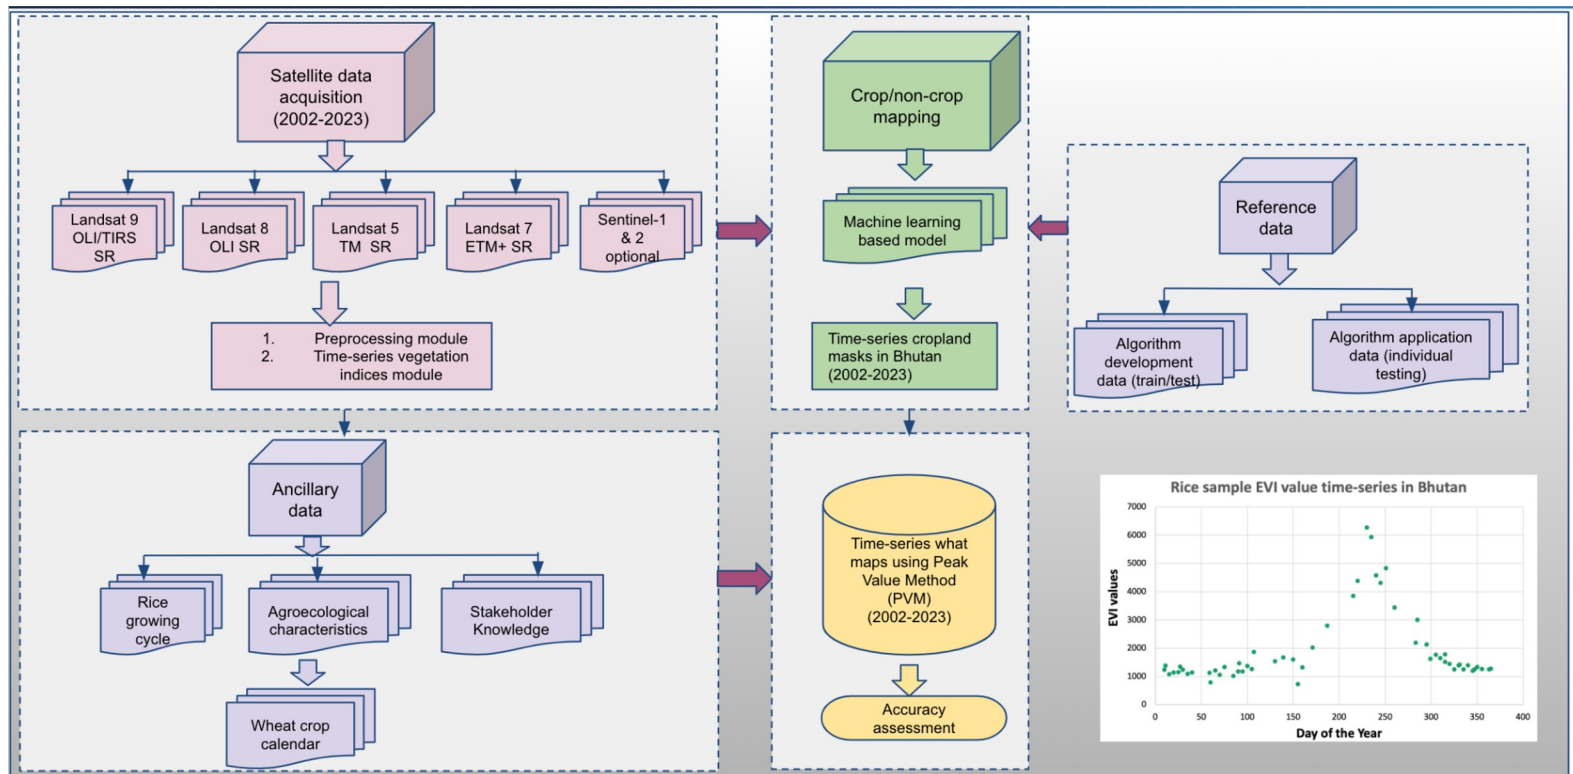 Satellite data
acquisition
(2002-2023)
Landsat 9
OLI/TIRS
SR
Landsat 8
OLI SR
Landsat 5
TM SR
Landsat 7
ETM+ SR
Sentinel-1
& 2
optional
1. Preprocessing module
2. Time-series vegetation
indices module
Crop/non-crop
mapping
Machine learning
based model
Time-series cropland
masks in Bhutan
(2002-2023)
Reference
data
Algorithm
development
data (train/test)
Algorithm application
data (individual
testing)
Ancillary
data
Rice
growing
cycle
Agroecological
characteristics
Stakeholder
Knowledge
Wheat crop
calendar
Time-series what
maps using Peak
Value Method
(PVM)
(2002-2023)
Accuracy
assessment
Rice sample EVI value time-series in Bhutan
EVI values
7000
6000
5000
4000
3000
2000
1000
0
0 50 100 150 200 250 300 350 400
Day of the Year